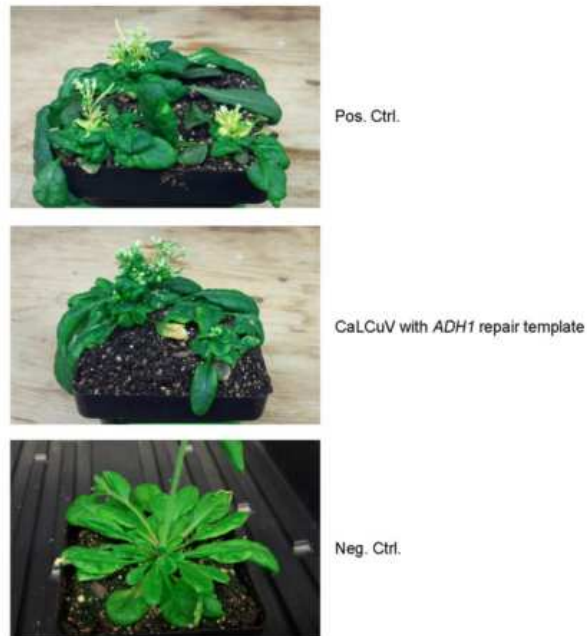 Pos. Ctrl.
CaLCuV with ADH1 repair template
Neg. Ctrl.